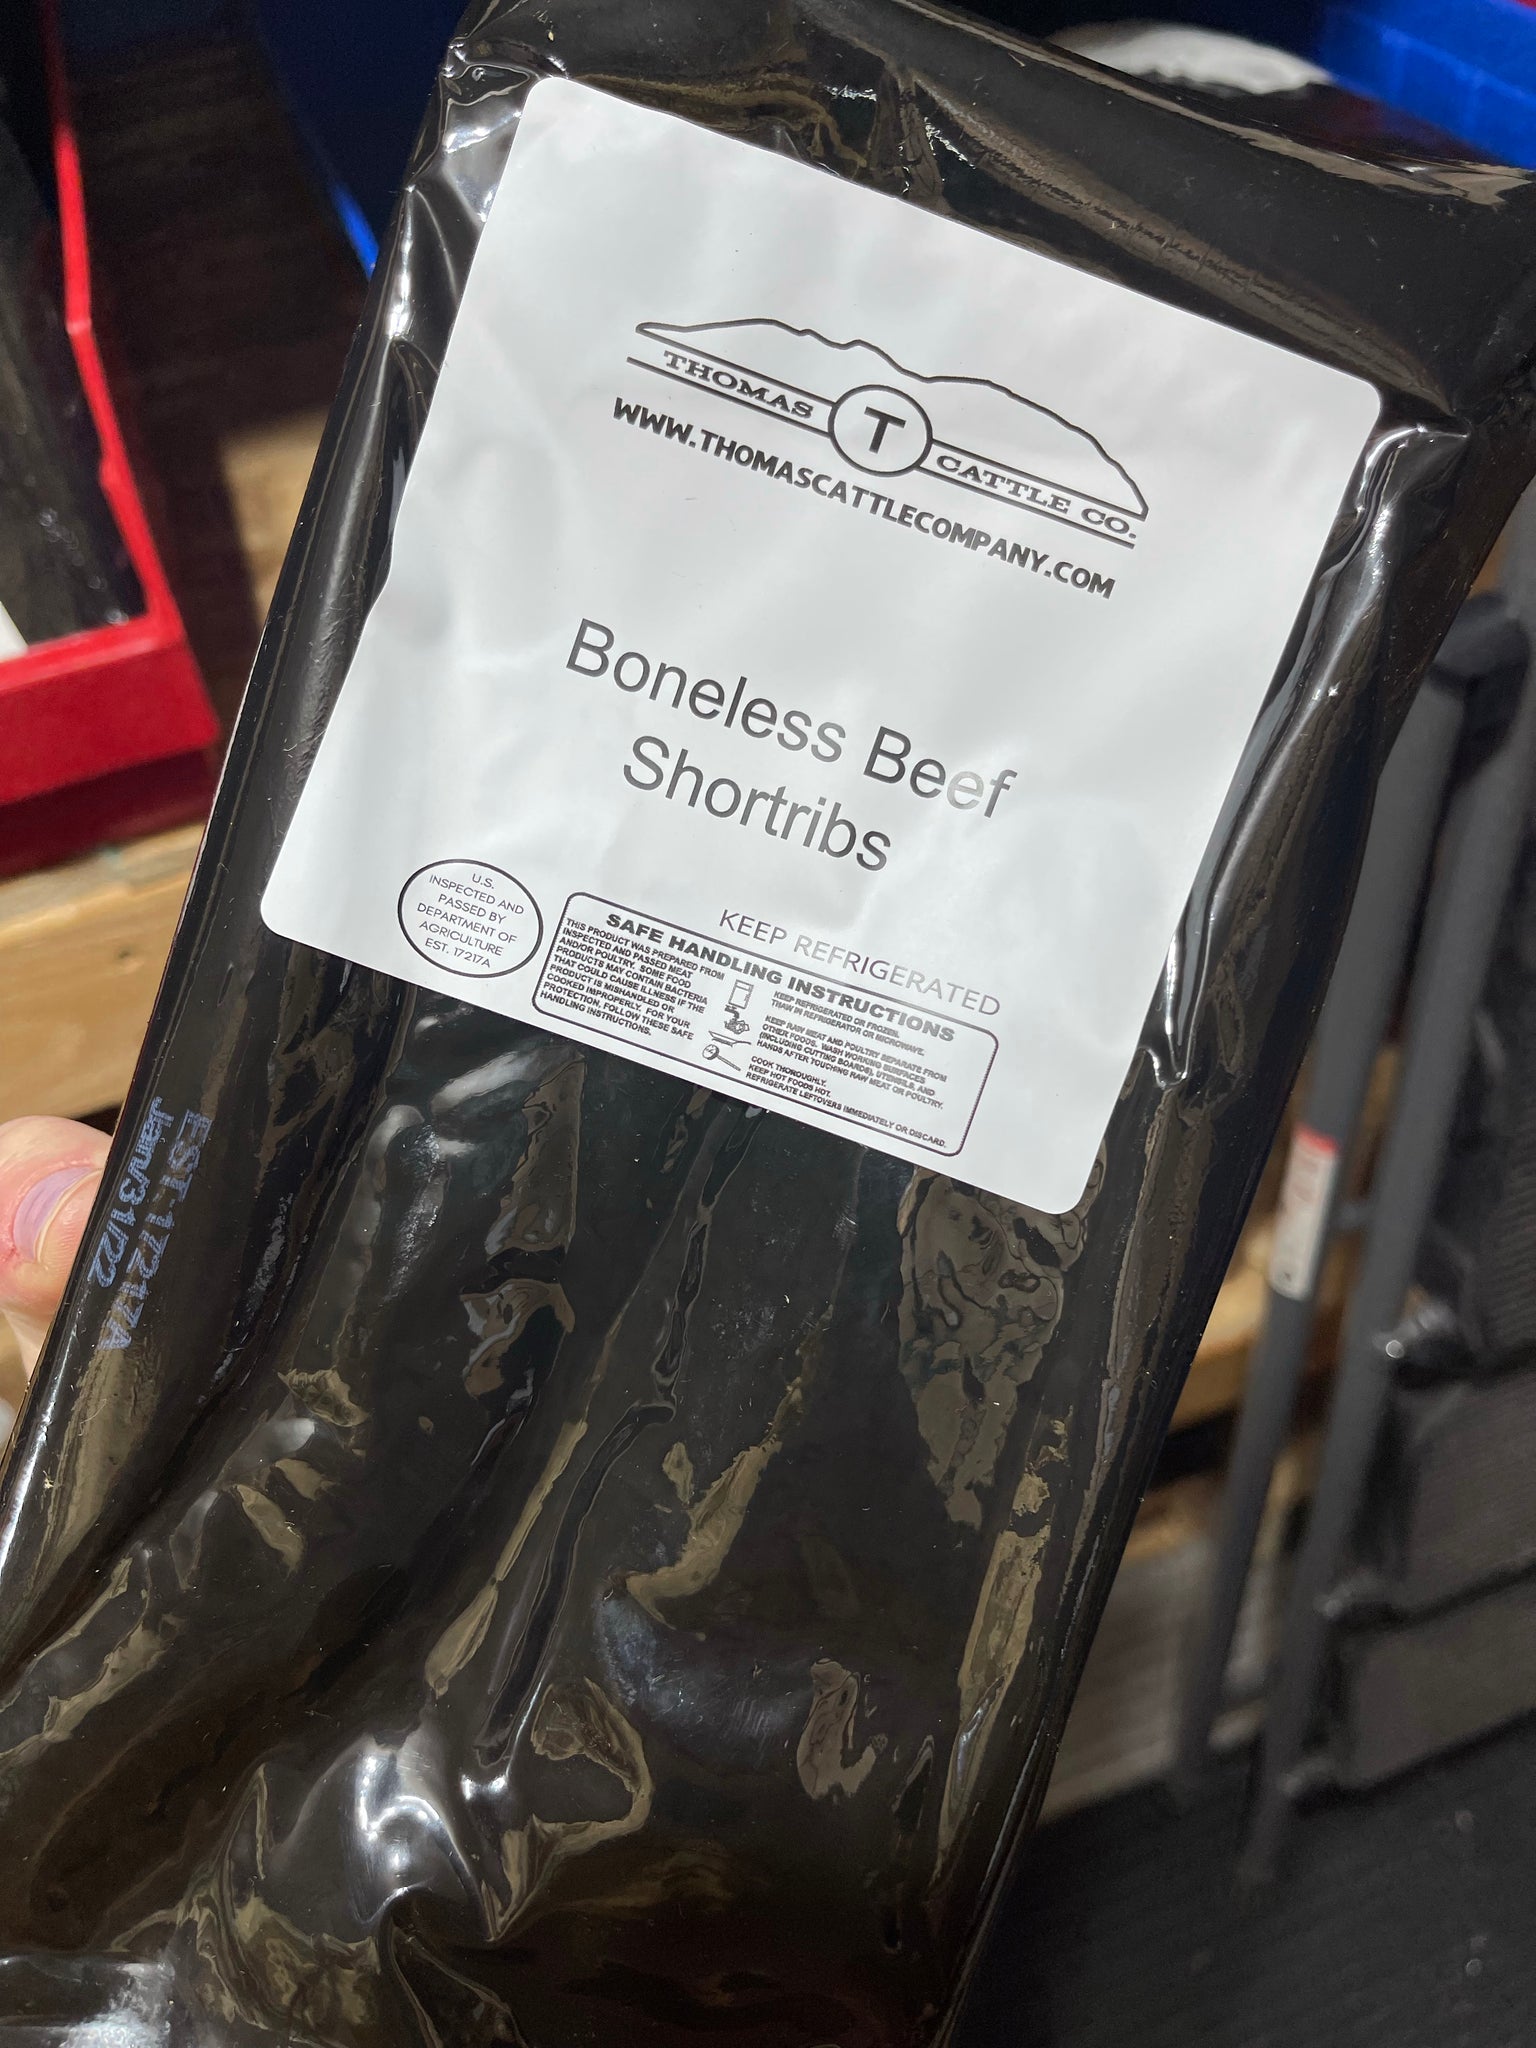 THOMAS T CATTLE CO.
WWW.THOMASCATTLECOMPANY.COM
Boneless Beef
Shortribs
KEEP REFRIGERATED
U.S.
INSPECTED AND
PASSED BY
DEPARTMENT OF
AGRICULTURE
EST. 17217A
SAFE HANDLING INSTRUCTIONS
THIS PRODUCT WAS PREPARED FROM
INSPECTED AND PASSED MEAT
AND/OR POULTRY. SOME FOOD
PRODUCTS MAY CONTAIN BACTERIA
THAT COULD CAUSE ILLNESS IF THE
PRODUCT IS MISHANDLED OR
COOKED IMPROPERLY. FOR YOUR
PROTECTION, FOLLOW THESE SAFE
HANDLING INSTRUCTIONS.
KEEP REFRIGERATED OR FROZEN.
THAW IN REFRIGERATOR OR MICROWAVE.
KEEP RAW MEAT AND POULTRY SEPARATE FROM
OTHER FOODS. WASH WORKING SURFACES
(INCLUDING CUTTING BOARDS), UTENSILS, AND
HANDS AFTER TOUCHING RAW MEAT OR POULTRY.
COOK THOROUGHLY.
KEEP HOT FOODS HOT.
REFRIGERATE LEFTOVERS IMMEDIATELY OR DISCARD.
EST.17217A
Jan/31/22